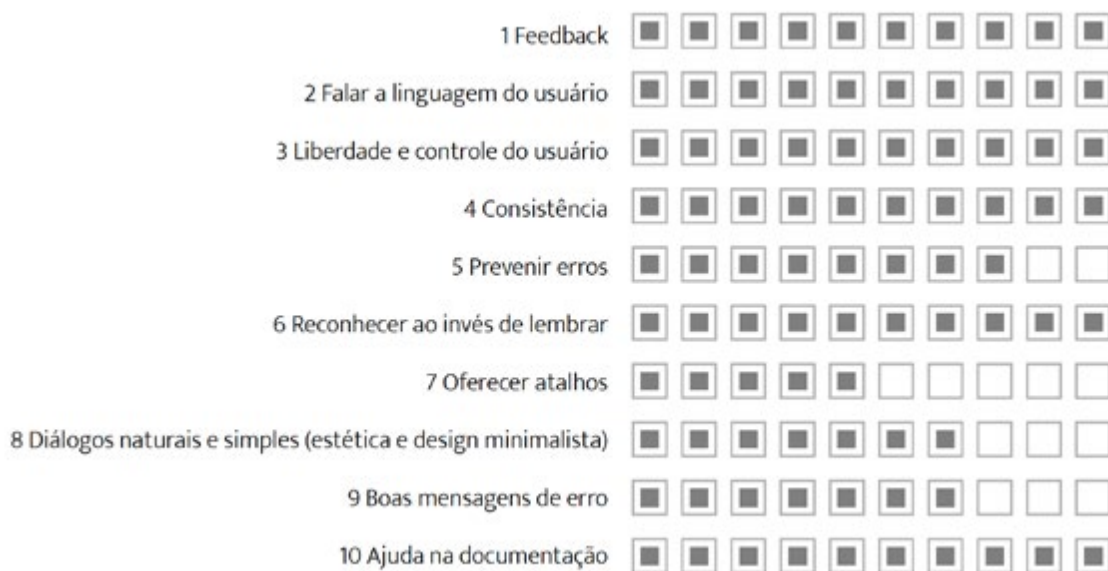 1 Feedback
2 Falar a linguagem do usuário
3 Liberdade e controle do usuário
4 Consistência
5 Prevenir erros
6 Reconhecer ao invés de lembrar
7 Oferecer atalhos
8 Diálogos naturais e simples (estética e design minimalista)
9 Boas mensagens de erro
10 Ajuda na documentação